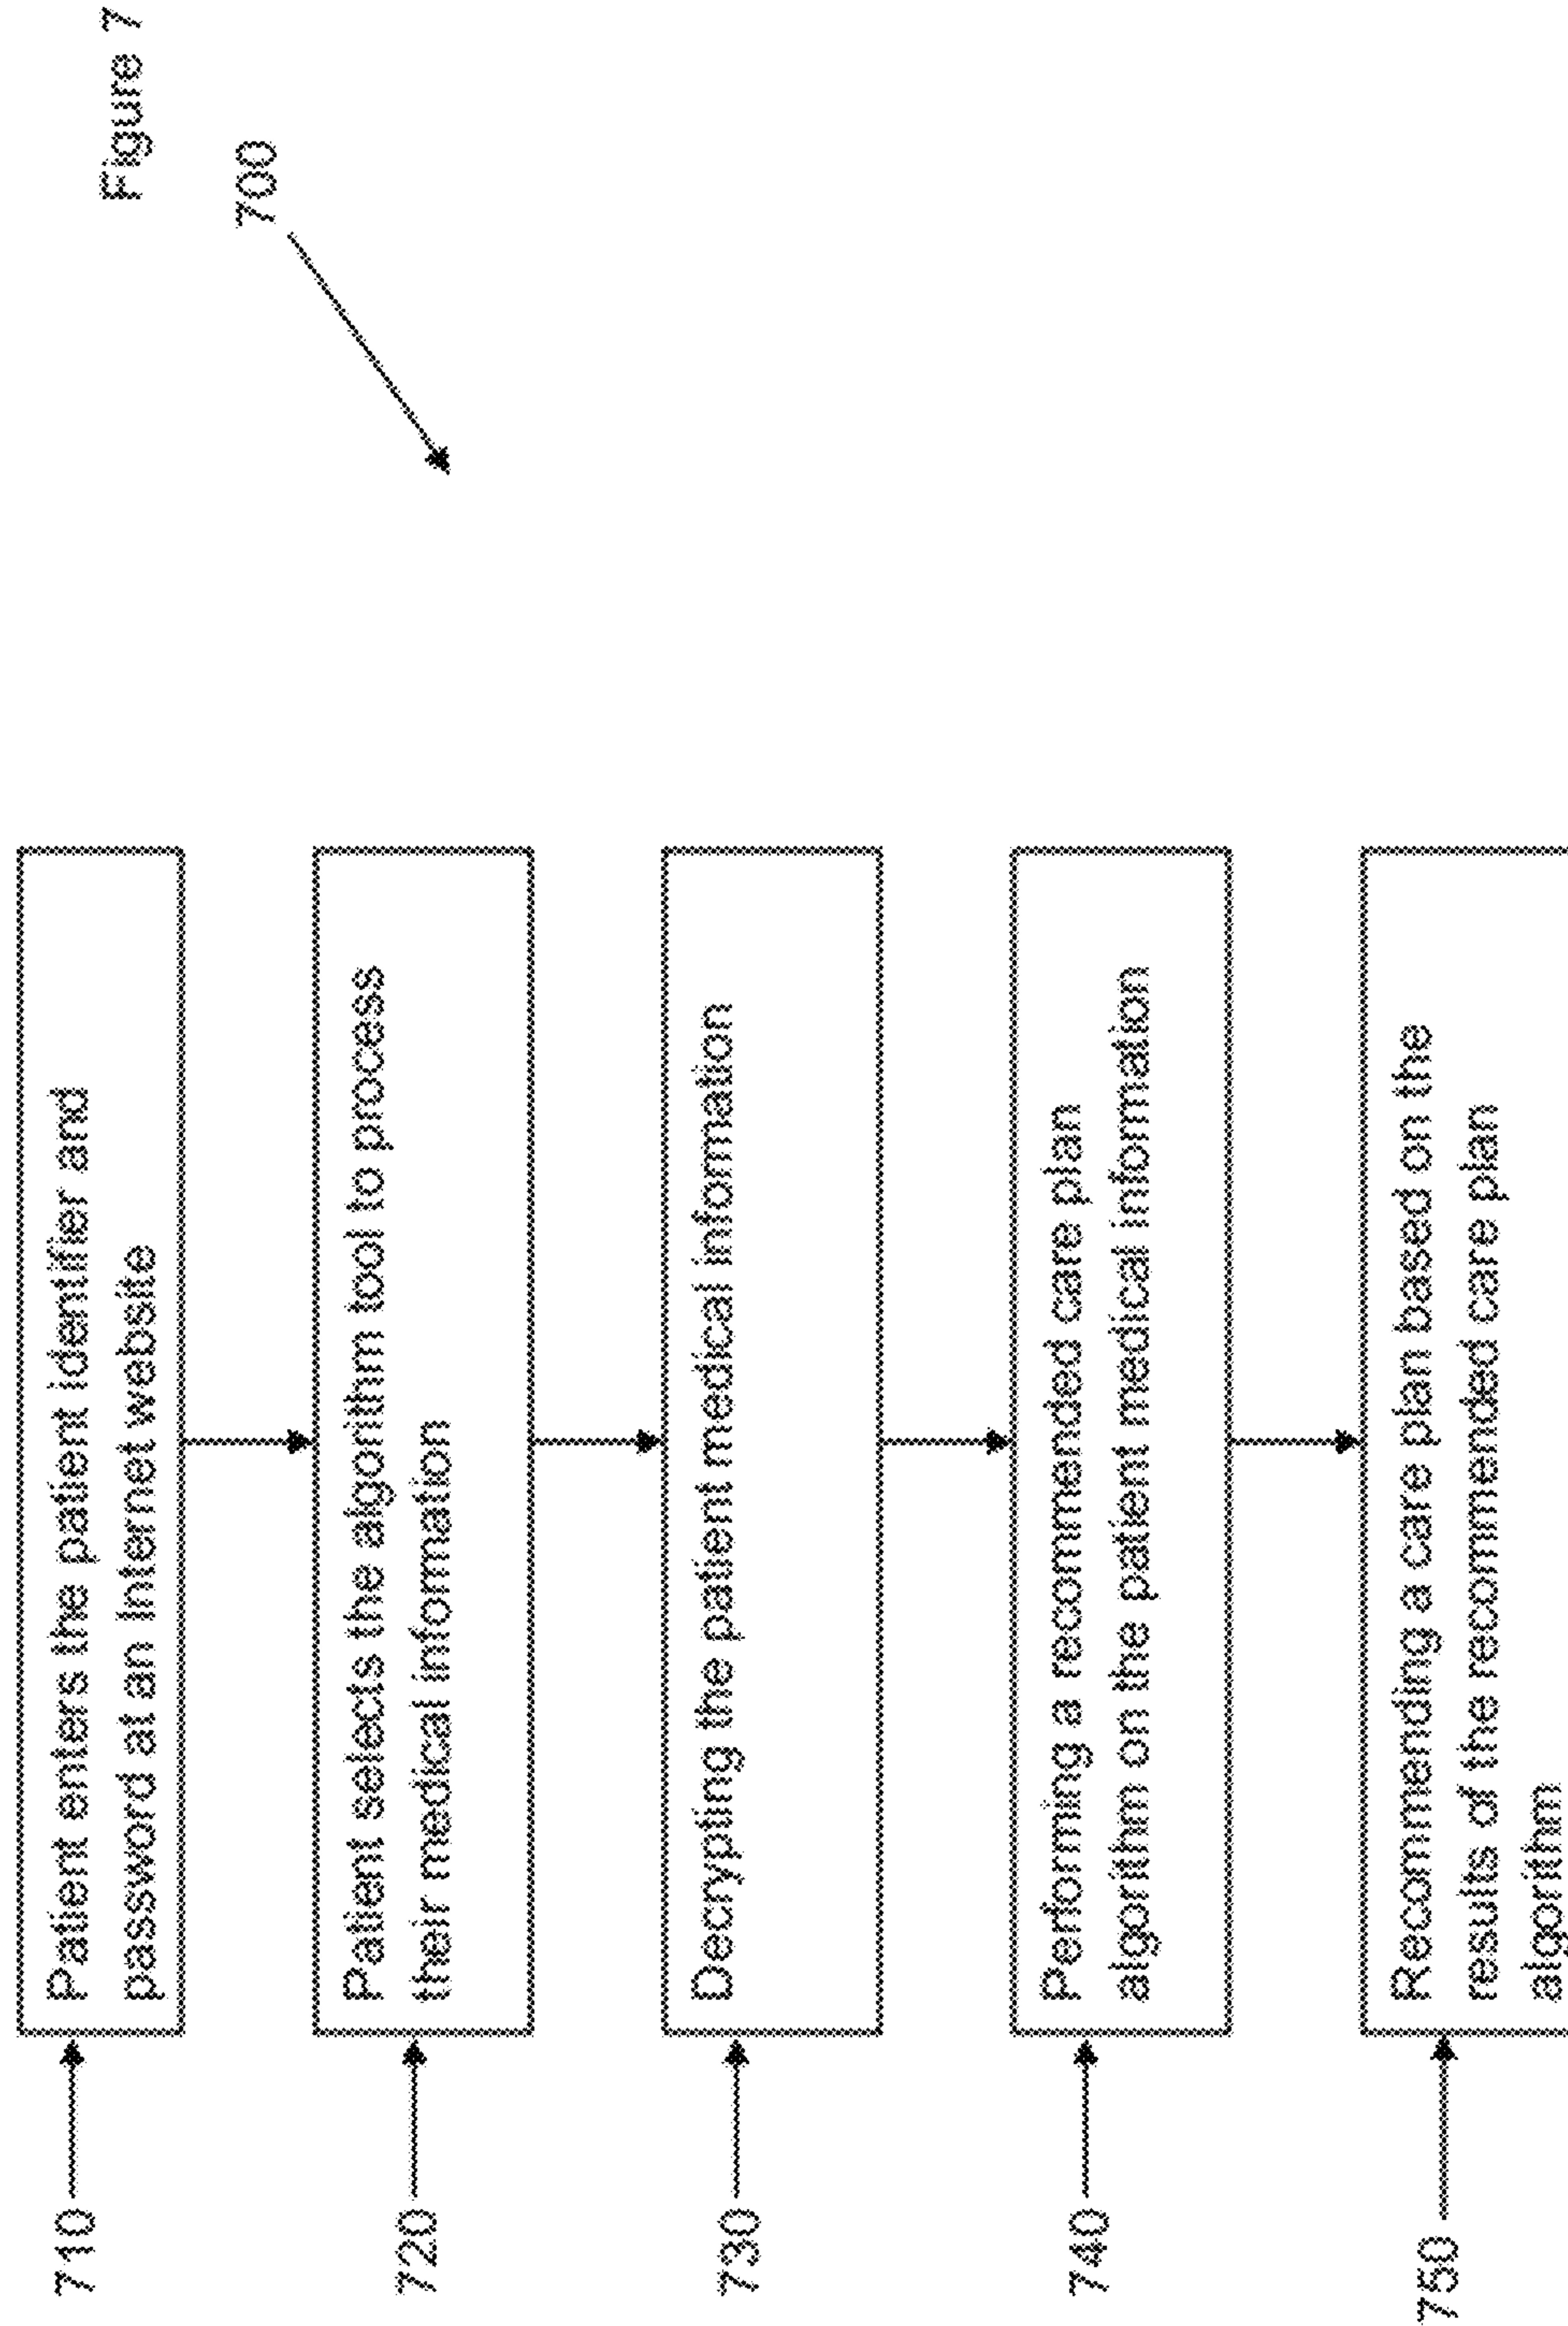 Figure 7
700
710
Patient enters the patient identifier and
password at an Internet website
720
Patient selects the algorithm tool to process
their medical information
730
Decrypting the patient medical information
740
Performing a recommended care plan
algorithm on the patient medical information
750
Recommending a care plan based on the
results of the recommended care plan
algorithm